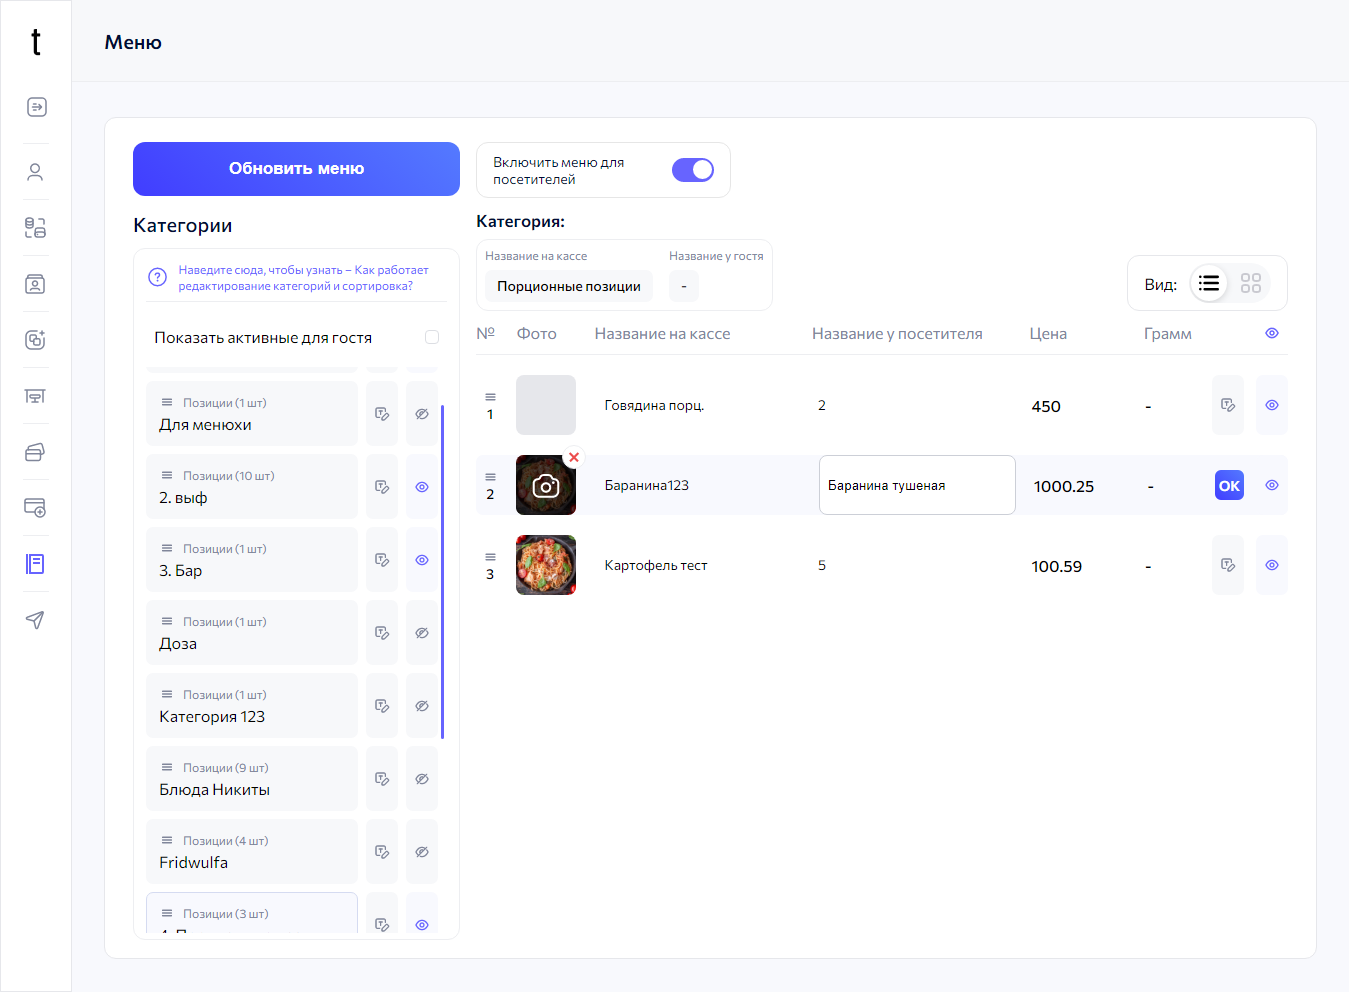 t
Меню
Обновить меню
Включить меню для
посетителей
Категории
Наведите сюда, чтобы узнать – Как работает
редактирование категорий и сортировка?
Показать активные для гостя
Позиции (1 шт)
Для менюхи
Позиции (10 шт)
2. выф
Позиции (1 шт)
3. Бар
Позиции (1 шт)
Доза
Позиции (1 шт)
Категория 123
Позиции (9 шт)
Блюда Никиты
Позиции (4 шт)
Fridwulfa
Позиции (3 шт)
Категория:
Название на кассе
Название у гостя
Порционные позиции
-
Вид:
№ Фото Название на кассе Название у посетителя Цена Грамм
1 Говядина порц. 2 450 -
2 Баранина123 Баранина тушеная 1000.25 - OK
3 Картофель тест 5 100.59 -